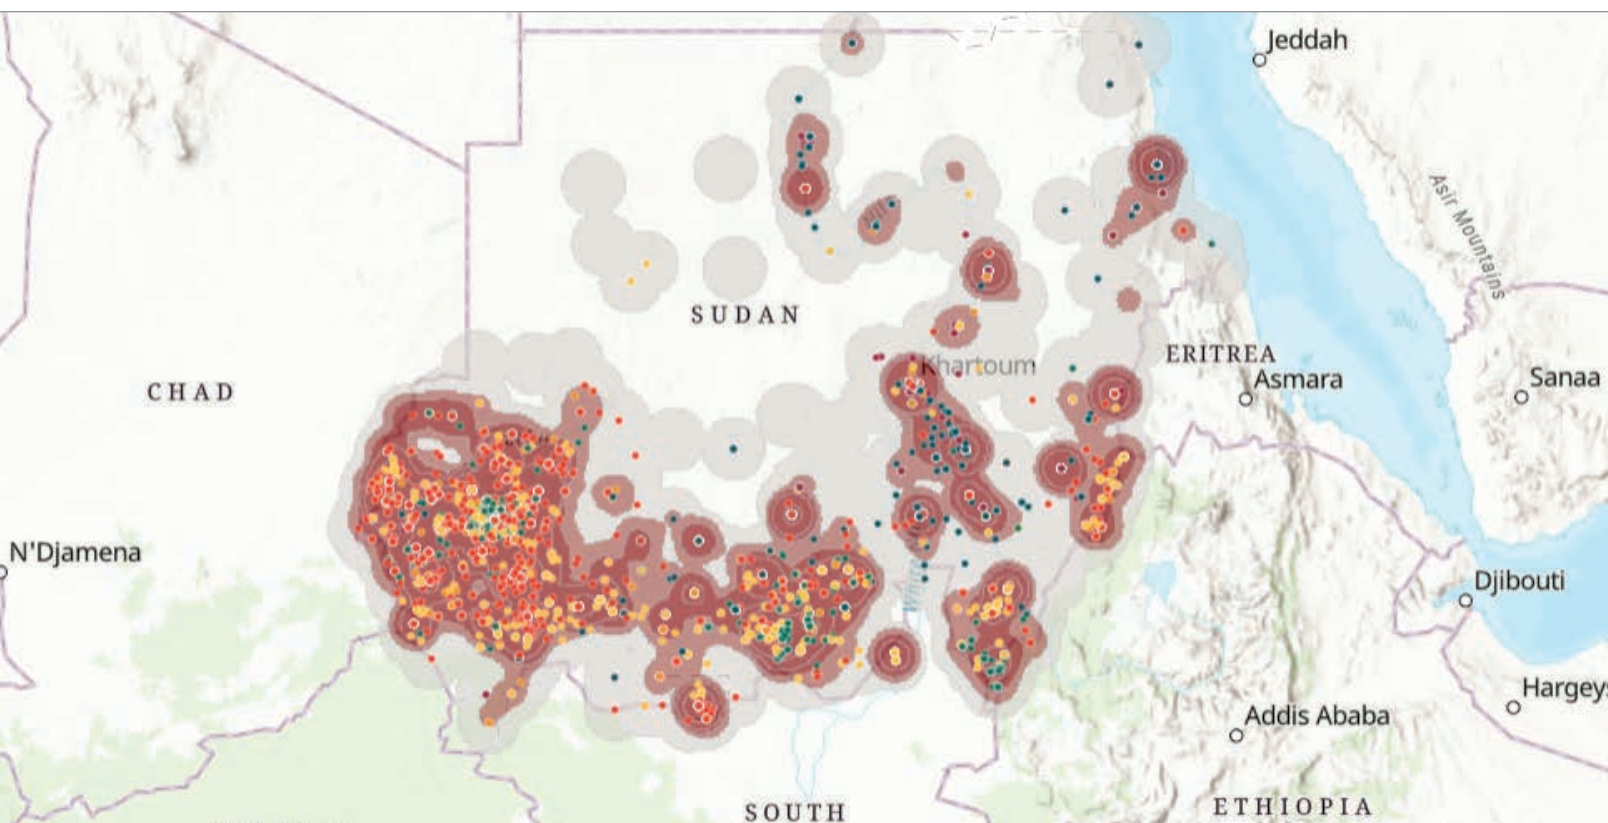 Jeddah
Asir Mountains
SUDAN
Khartoum
ERITREA
Asmara
Sanaa
CHAD
N'Djamena
Djibouti
Hargeys
Addis Ababa
SOUTH
ETHIOPIA